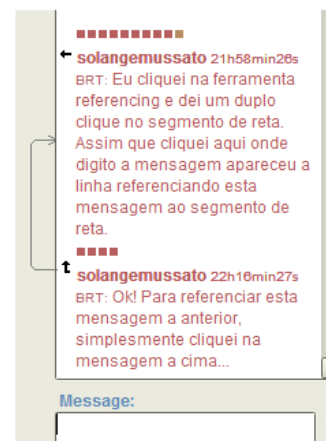 solangemussato 21h58min26s
BRT: Eu cliquei na ferramenta
referencing e dei um duplo
clique no segmento de reta.
Assim que cliquei aqui onde
digito a mensagem apareceu a
linha referenciando esta
mensagem ao segmento de
reta.
solangemussato 22h16min27s
BRT: Ok! Para referenciar esta
mensagem a anterior,
simplesmente cliquei na
mensagem a cima...
Message: